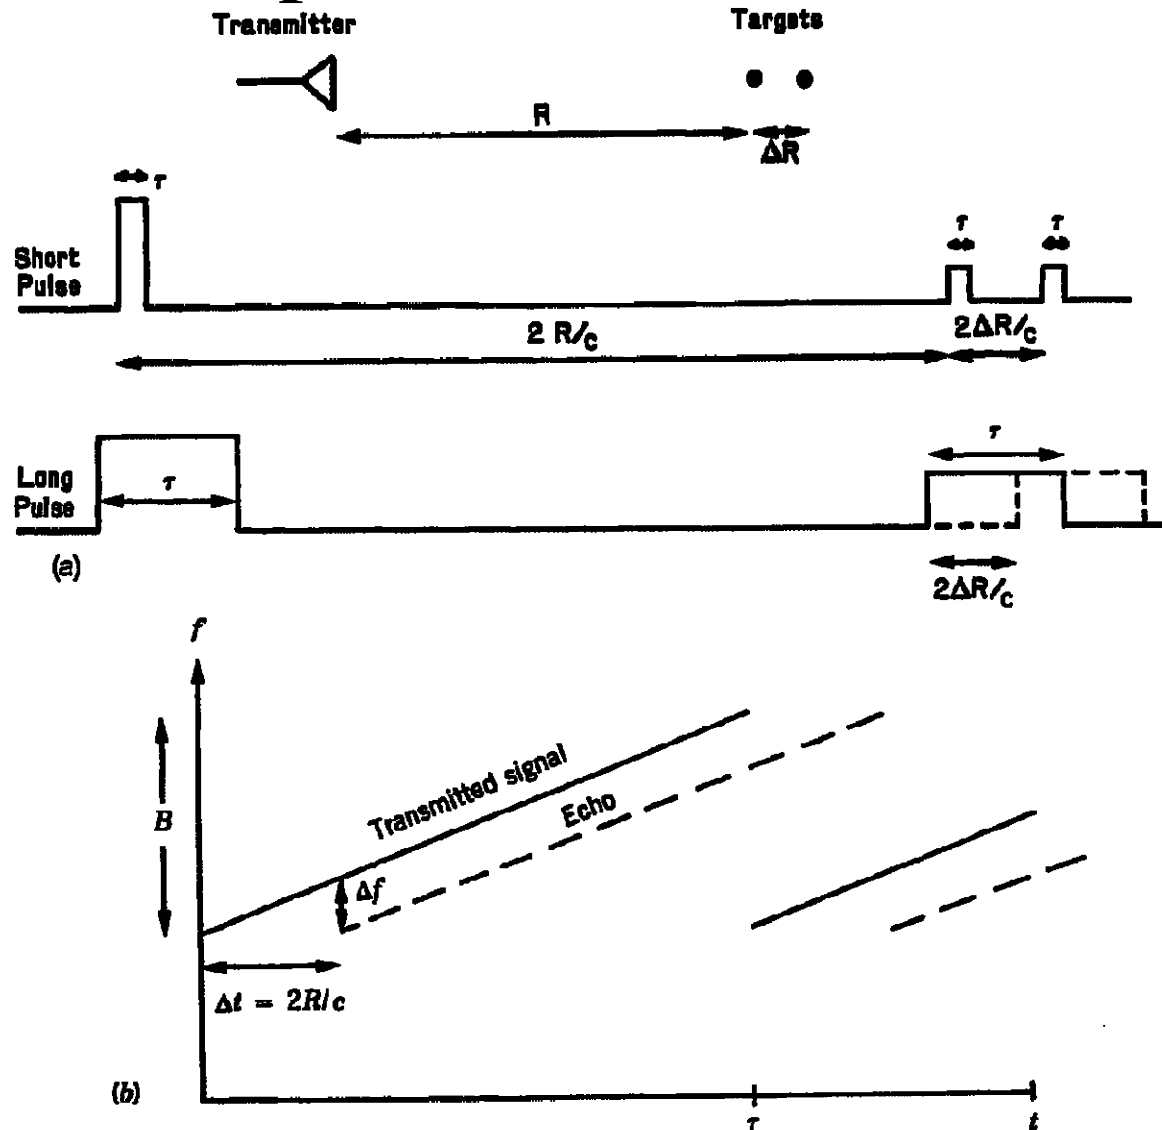 Transmitter
Targets
R
ΔR
τ
τ
τ
Short
Pulse
2 R/c
2ΔR/c
τ
τ
Long
Pulse
(a)
2ΔR/c
f
B
Transmitted signal
Echo
Δf
Δt = 2R/c
(b)
τ
t